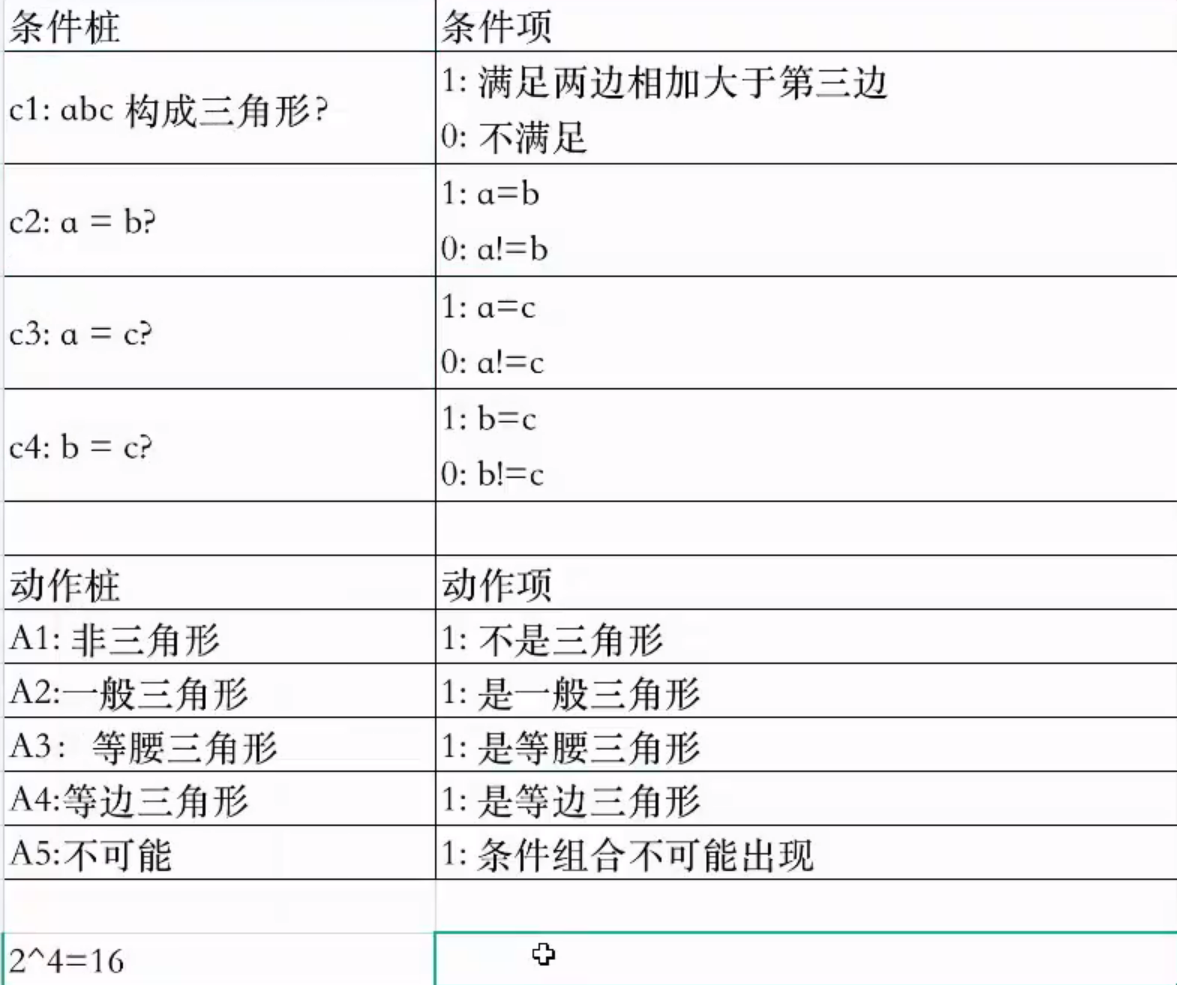 条件桩 条件项
c1: abc 构成三角形? 1: 满足两边相加大于第三边
0: 不满足
c2: a = b? 1: a=b
0: a!=b
c3: a = c? 1: a=c
0: a!=c
c4: b = c? 1: b=c
0: b!=c
动作桩 动作项
A1: 非三角形 1: 不是三角形
A2:一般三角形 1: 是一般三角形
A3: 等腰三角形 1: 是等腰三角形
A4:等边三角形 1: 是等边三角形
A5:不可能 1: 条件组合不可能出现
2^4=16